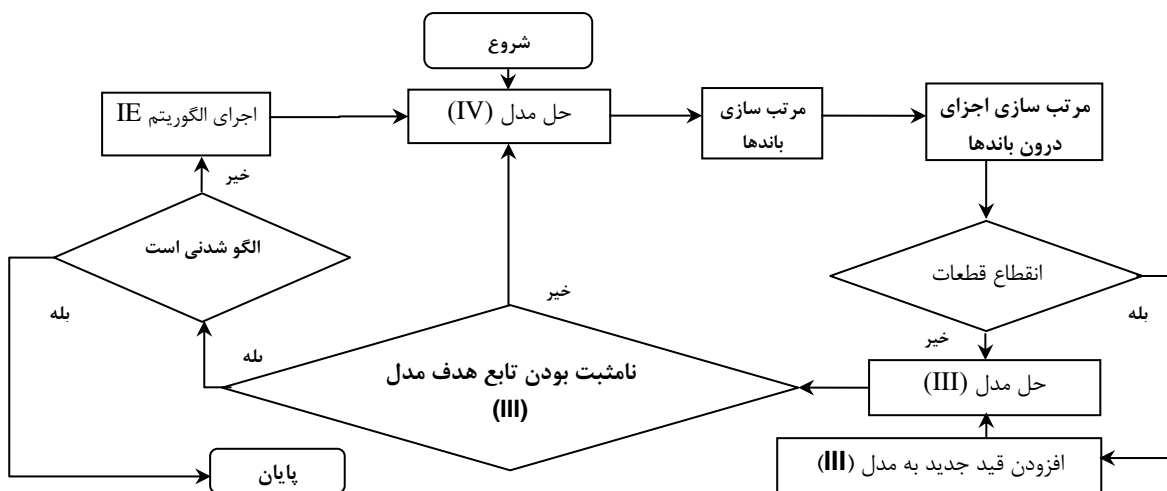 شروع
اجرای الگوریتم IE
حل مدل (IV)
مرتب سازی
باندها
مرتب سازی اجزای
درون باندها
خیر
الگو شدنی است
بله
انقطاع قطعات
بله
خیر
خیر
بله
نامثبت بودن تابع هدف مدل
(III)
حل مدل (III)
افزودن قید جدید به مدل (III)
پایان